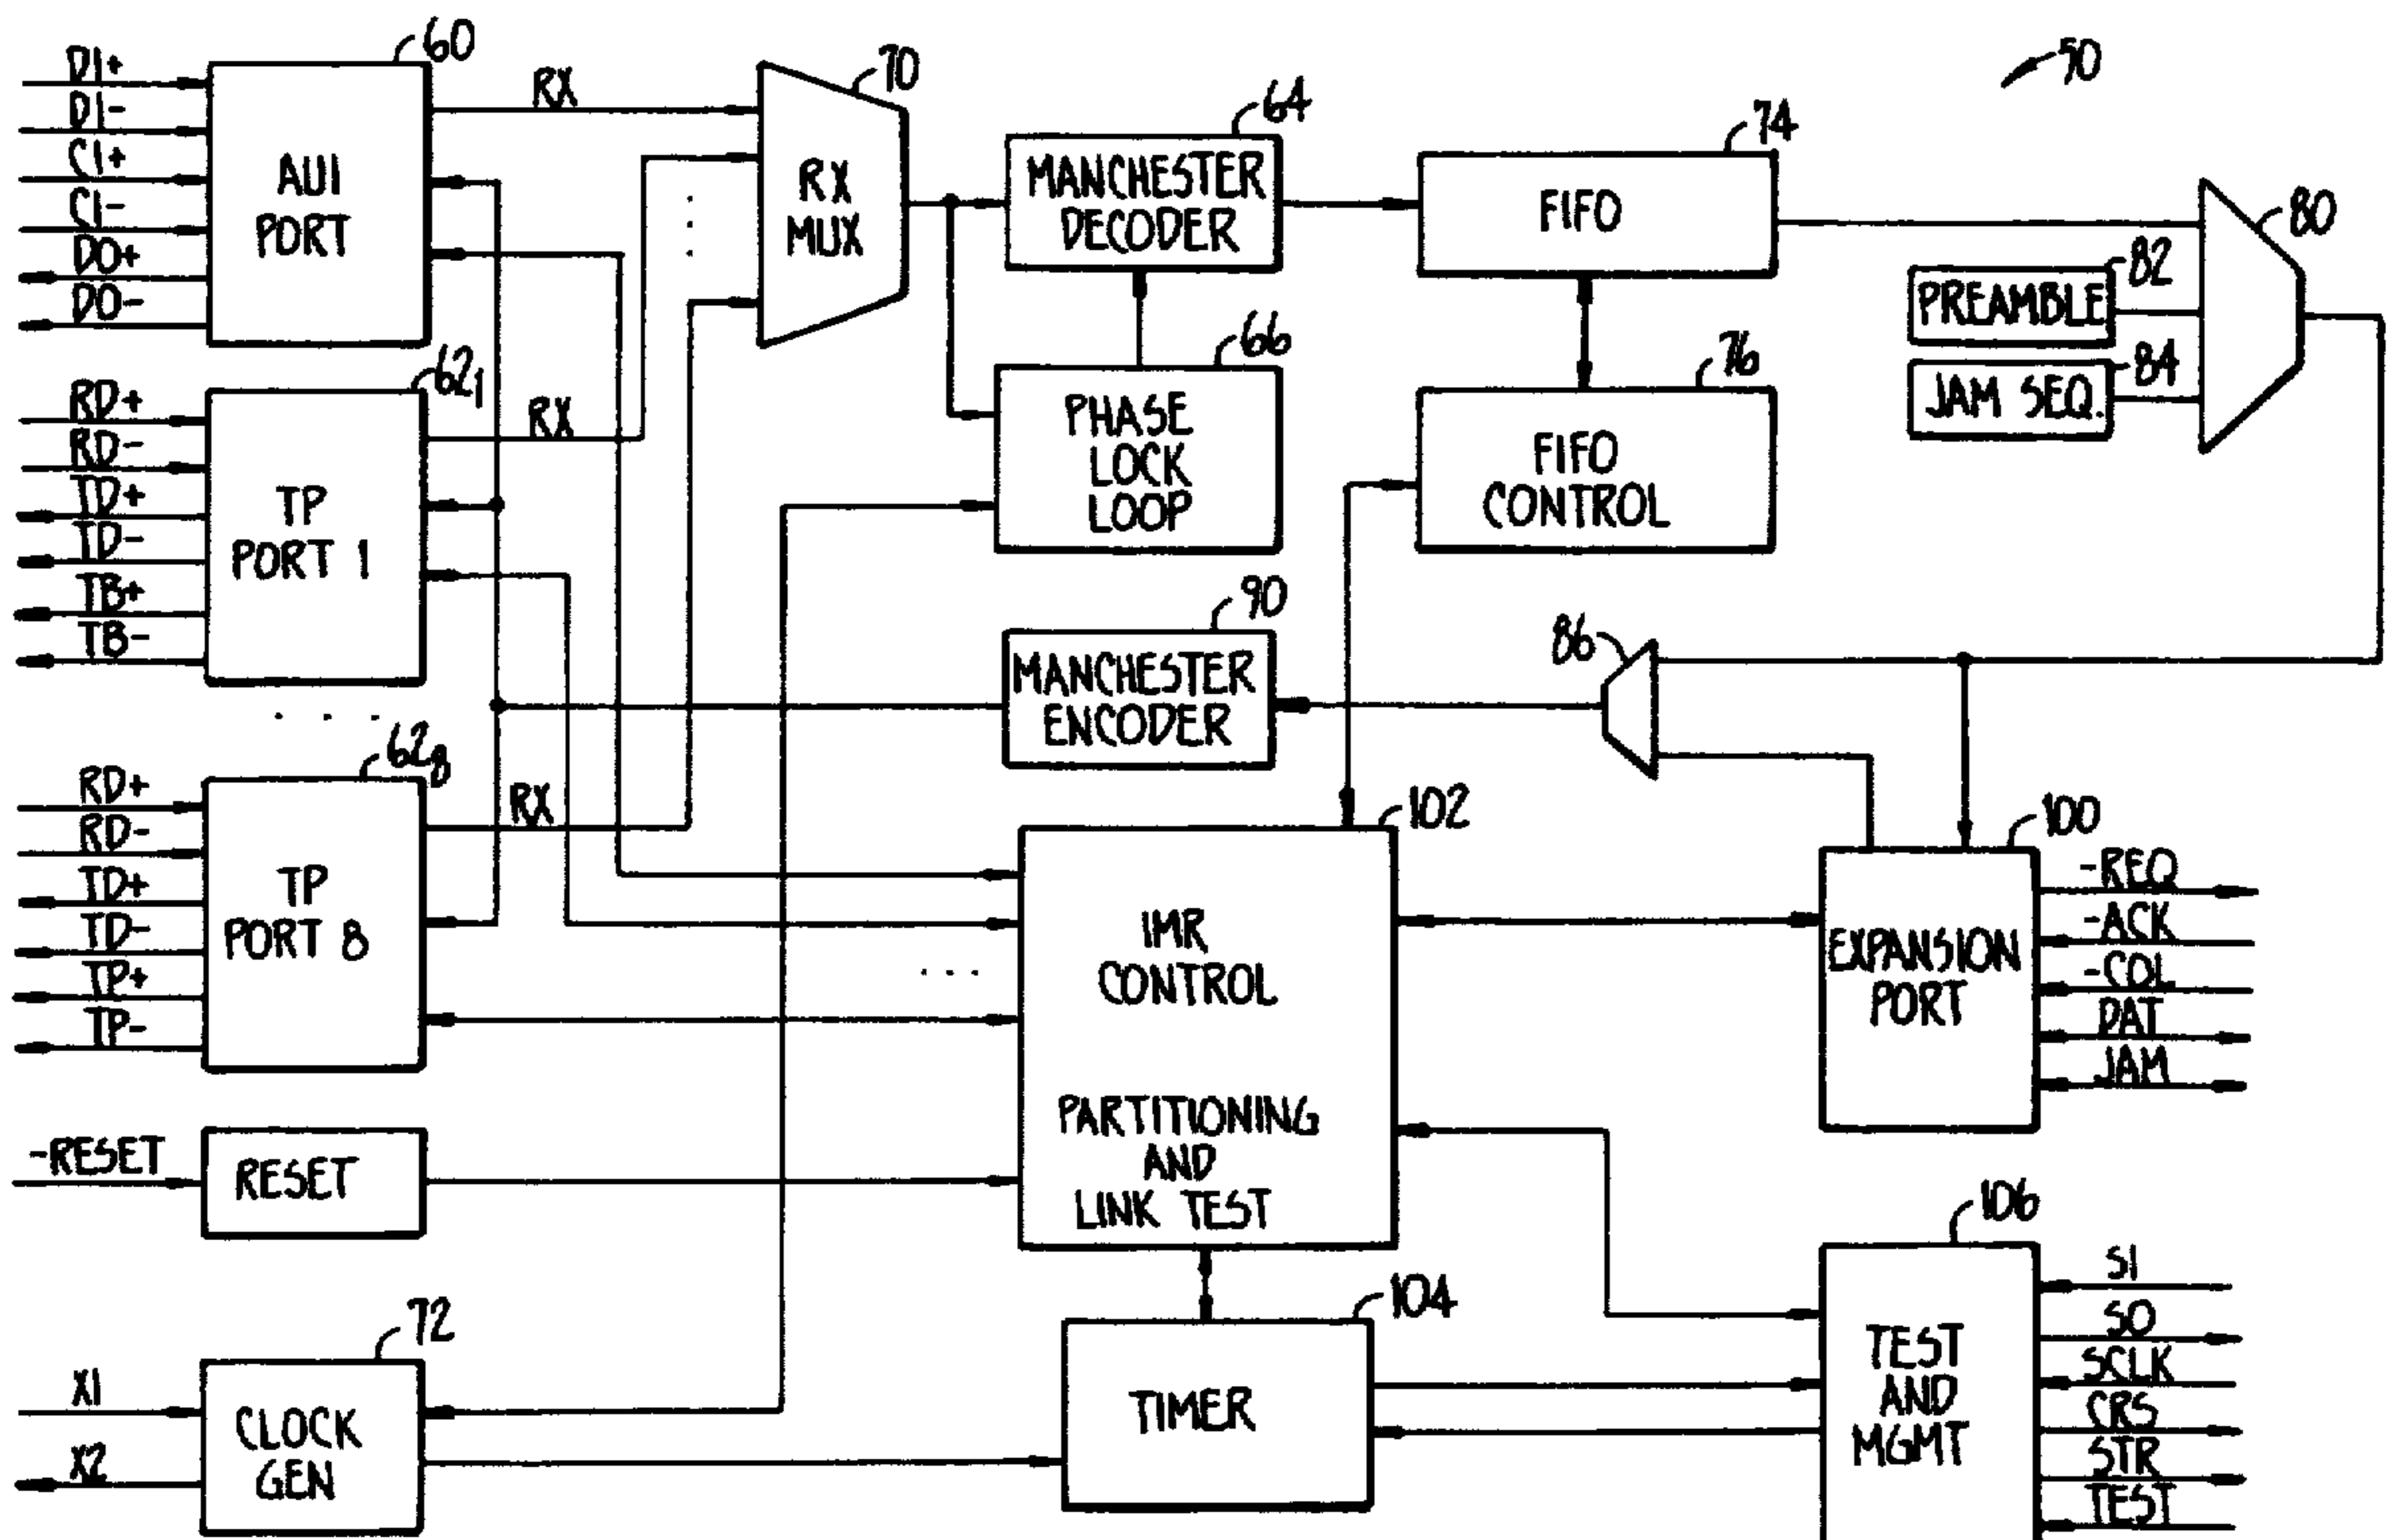 50
DI+
DI-
CI+
CI-
DO+
DO-
60
AUI
PORT
RX
70
RX
MUX
64
MANCHESTER
DECODER
74
FIFO
80
82
PREAMBLE
84
JAM SEQ.
66
PHASE
LOCK
LOOP
76
FIFO
CONTROL
RD+
RD-
TD+
TD-
TB+
TB-
62₁
TP
PORT 1
RX
90
MANCHESTER
ENCODER
86
. . .
RD+
RD-
TD+
TD-
TP+
TP-
62₈
TP
PORT 8
RX
102
IMR
CONTROL
PARTITIONING
AND
LINK TEST
. . .
100
EXPANSION
PORT
-REQ
-ACK
-COL
DAT
JAM
-RESET
RESET
72
X1
X2
CLOCK
GEN
104
TIMER
106
TEST
AND
MGMT
SI
SO
SCLK
CRS
STR
TEST